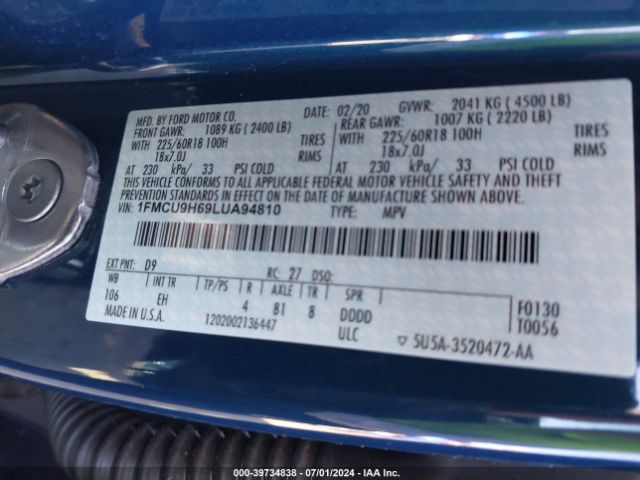 MFD. BY FORD MOTOR CO. DATE: 02/20 GVWR: 2041 KG ( 4500 LB)
FRONT GAWR: 1089 KG ( 2400 LB) REAR GAWR: 1007 KG ( 2220 LB)
WITH 225/60R18 100H TIRES WITH 225/60R18 100H TIRES
18x7.0J RIMS 18x7.0J RIMS
AT 230 kPa/ 33 PSI COLD AT 230 kPa/ 33 PSI COLD
THIS VEHICLE CONFORMS TO ALL APPLICABLE FEDERAL MOTOR VEHICLE SAFETY AND THEFT
PREVENTION STANDARDS IN EFFECT ON THE DATE OF MANUFACTURE SHOWN ABOVE.
VIN: 1FMCU9H69LUA94810 TYPE: MPV
EXT PNT: D9 RC: 27 DSO:
WB INT TR TP/PS R AXLE TR SPR
106 EH 4 81 8 DDDD F0130
MADE IN U.S.A. 1202002136447 ULC T0056
5U5A-3520472-AA
000-39734838 - 07/01/2024 - IAA Inc.